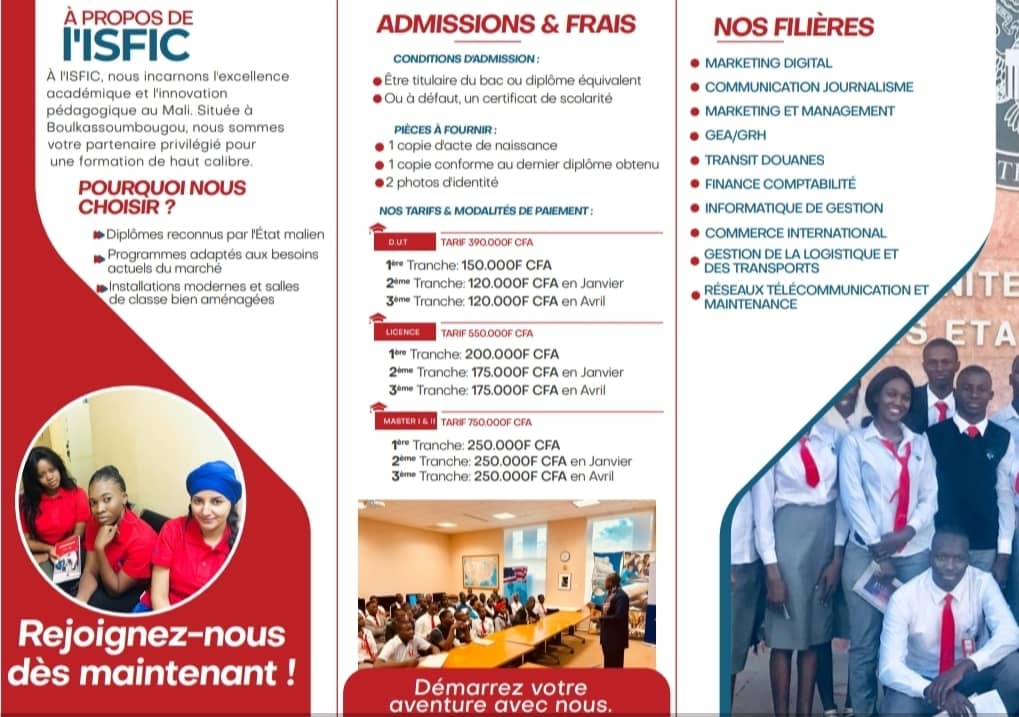 À PROPOS DE
l'ISFIC
À l'ISFIC, nous incarnons l'excellence
académique et l'innovation
pédagogique au Mali. Située à
Boulkassoumbougou, nous sommes
votre partenaire privilégié pour
une formation de haut calibre.
POURQUOI NOUS
CHOISIR ?
Diplômes reconnus par l'État malien
Programmes adaptés aux besoins
actuels du marché
Installations modernes et salles
de classe bien aménagées
Rejoignez-nous
dès maintenant !
ADMISSIONS & FRAIS
CONDITIONS D'ADMISSION :
Être titulaire du bac ou diplôme équivalent
Ou à défaut, un certificat de scolarité
PIÈCES À FOURNIR :
1 copie d'acte de naissance
1 copie conforme au dernier diplôme obtenu
2 photos d'identité
NOS TARIFS & MODALITÉS DE PAIEMENT :
D.U.T TARIF 390.000F CFA
1ère Tranche: 150.000F CFA
2ème Tranche: 120.000F CFA en Janvier
3ème Tranche: 120.000F CFA en Avril
LICENCE TARIF 550.000F CFA
1ère Tranche: 200.000F CFA
2ème Tranche: 175.000F CFA en Janvier
3ème Tranche: 175.000F CFA en Avril
MASTER I & II TARIF 750.000F CFA
1ère Tranche: 250.000F CFA
2ème Tranche: 250.000F CFA en Janvier
3ème Tranche: 250.000F CFA en Avril
Démarrez votre
aventure avec nous.
NOS FILIÈRES
MARKETING DIGITAL
COMMUNICATION JOURNALISME
MARKETING ET MANAGEMENT
GEA/GRH
TRANSIT DOUANES
FINANCE COMPTABILITÉ
INFORMATIQUE DE GESTION
COMMERCE INTERNATIONAL
GESTION DE LA LOGISTIQUE ET
DES TRANSPORTS
RÉSEAUX TÉLÉCOMMUNICATION ET
MAINTENANCE
NITE
S ETA